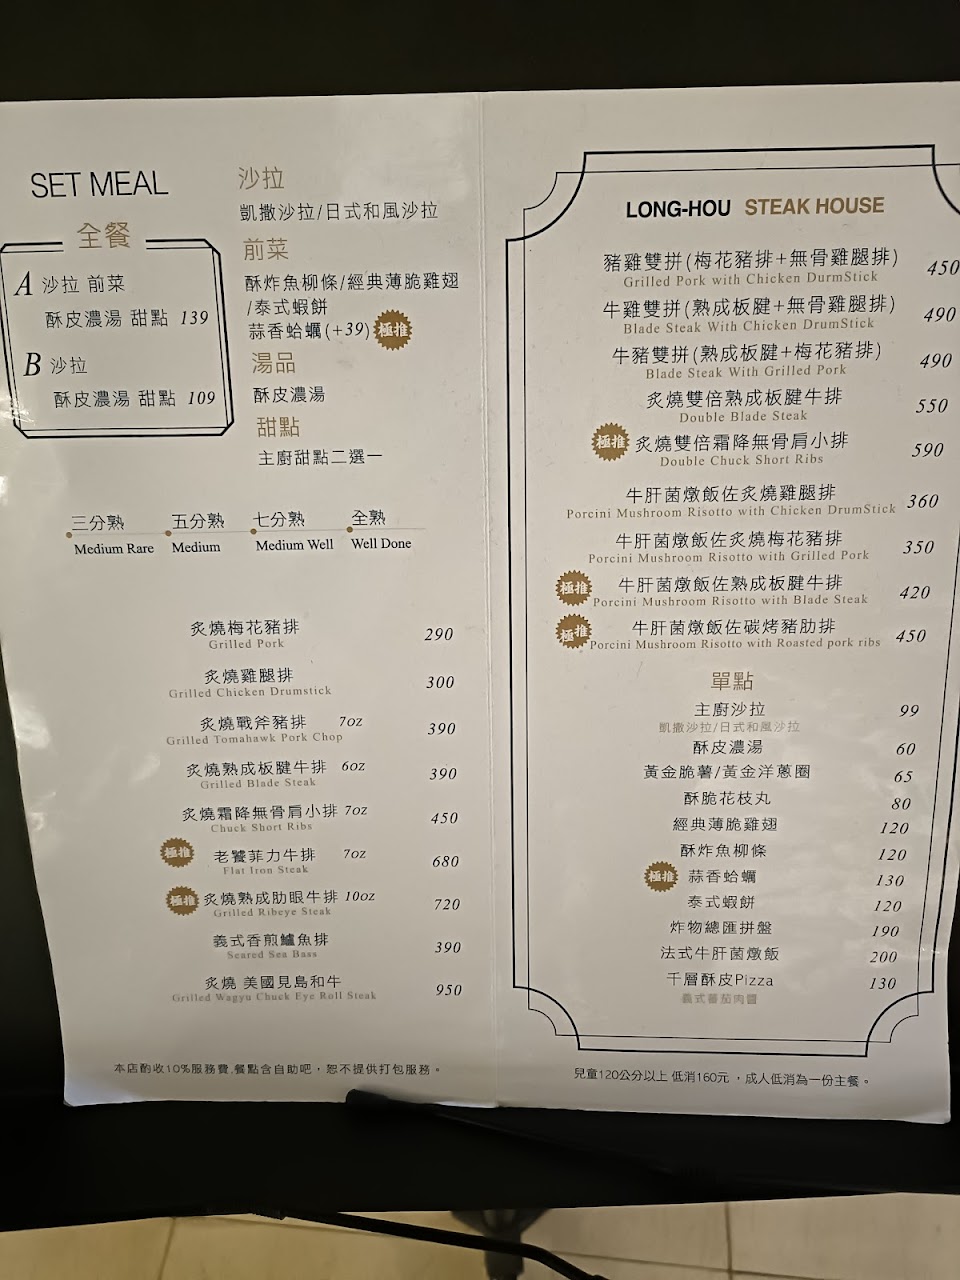 SET MEAL
全餐
A 沙拉 前菜
酥皮濃湯 甜點 139
B 沙拉
酥皮濃湯 甜點 109
沙拉
凱撒沙拉/日式和風沙拉
前菜
酥炸魚柳條/經典薄脆雞翅
/泰式蝦餅
蒜香蛤蠣(+39) 極推
湯品
酥皮濃湯
甜點
主廚甜點二選一
三分熟 五分熟 七分熟 全熟
Medium Rare Medium Medium Well Well Done
炙燒梅花豬排 290
Grilled Pork
炙燒雞腿排 300
Grilled Chicken Drumstick
炙燒戰斧豬排 7oz 390
Grilled Tomahawk Pork Chop
炙燒熟成板腱牛排 6oz 390
Grilled Blade Steak
炙燒霜降無骨肩小排 7oz 450
Chuck Short Ribs
極推 老饕菲力牛排 7oz 680
Flat Iron Steak
極推 炙燒熟成肋眼牛排 10oz 720
Grilled Ribeye Steak
義式香煎鱸魚排 390
Seared Sea Bass
炙燒 美國見島和牛 950
Grilled Wagyu Chuck Eye Roll Steak
本店酌收10%服務費.餐點含自助吧，恕不提供打包服務。
LONG-HOU STEAK HOUSE
豬雞雙拼(梅花豬排+無骨雞腿排) 450
Grilled Pork with Chicken DurmStick
牛雞雙拼(熟成板腱+無骨雞腿排) 490
Blade Steak With Chicken DrumStick
牛豬雙拼(熟成板腱+梅花豬排) 490
Blade Steak With Grilled Pork
炙燒雙倍熟成板腱牛排 550
Double Blade Steak
極推 炙燒雙倍霜降無骨肩小排 590
Double Chuck Short Ribs
牛肝菌燉飯佐炙燒雞腿排 360
Porcini Mushroom Risotto with Chicken DrumStick
牛肝菌燉飯佐炙燒梅花豬排 350
Porcini Mushroom Risotto with Grilled Pork
極推 牛肝菌燉飯佐熟成板腱牛排 420
Porcini Mushroom Risotto with Blade Steak
極推 牛肝菌燉飯佐碳烤豬肋排 450
Porcini Mushroom Risotto with Roasted pork ribs
單點
主廚沙拉 99
凱撒沙拉/日式和風沙拉
酥皮濃湯 60
黃金脆薯/黃金洋蔥圈 65
酥脆花枝丸 80
經典薄脆雞翅 120
酥炸魚柳條 120
極推 蒜香蛤蠣 130
泰式蝦餅 120
炸物總匯拼盤 190
法式牛肝菌燉飯 200
千層酥皮Pizza 130
義式蕃茄肉醬
兒童120公分以上 低消160元 ，成人低消為一份主餐。